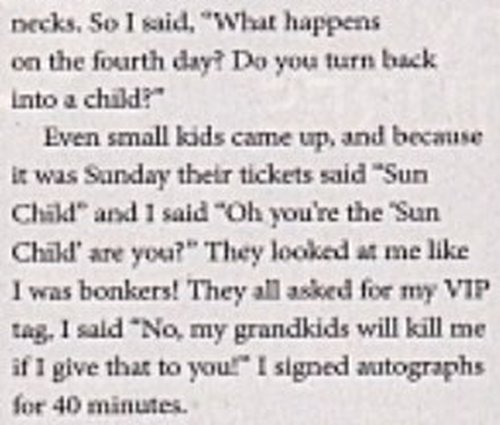 necks. So I said, "What happens
on the fourth day? Do you turn back
into a child?"
Even small kids came up, and because
it was Sunday their tickets said "Sun
Child" and I said "Oh you're the 'Sun
Child' are you?" They looked at me like
I was bonkers! They all asked for my VIP
tag. I said "No, my grandkids will kill me
if I give that to you!" I signed autographs
for 40 minutes.